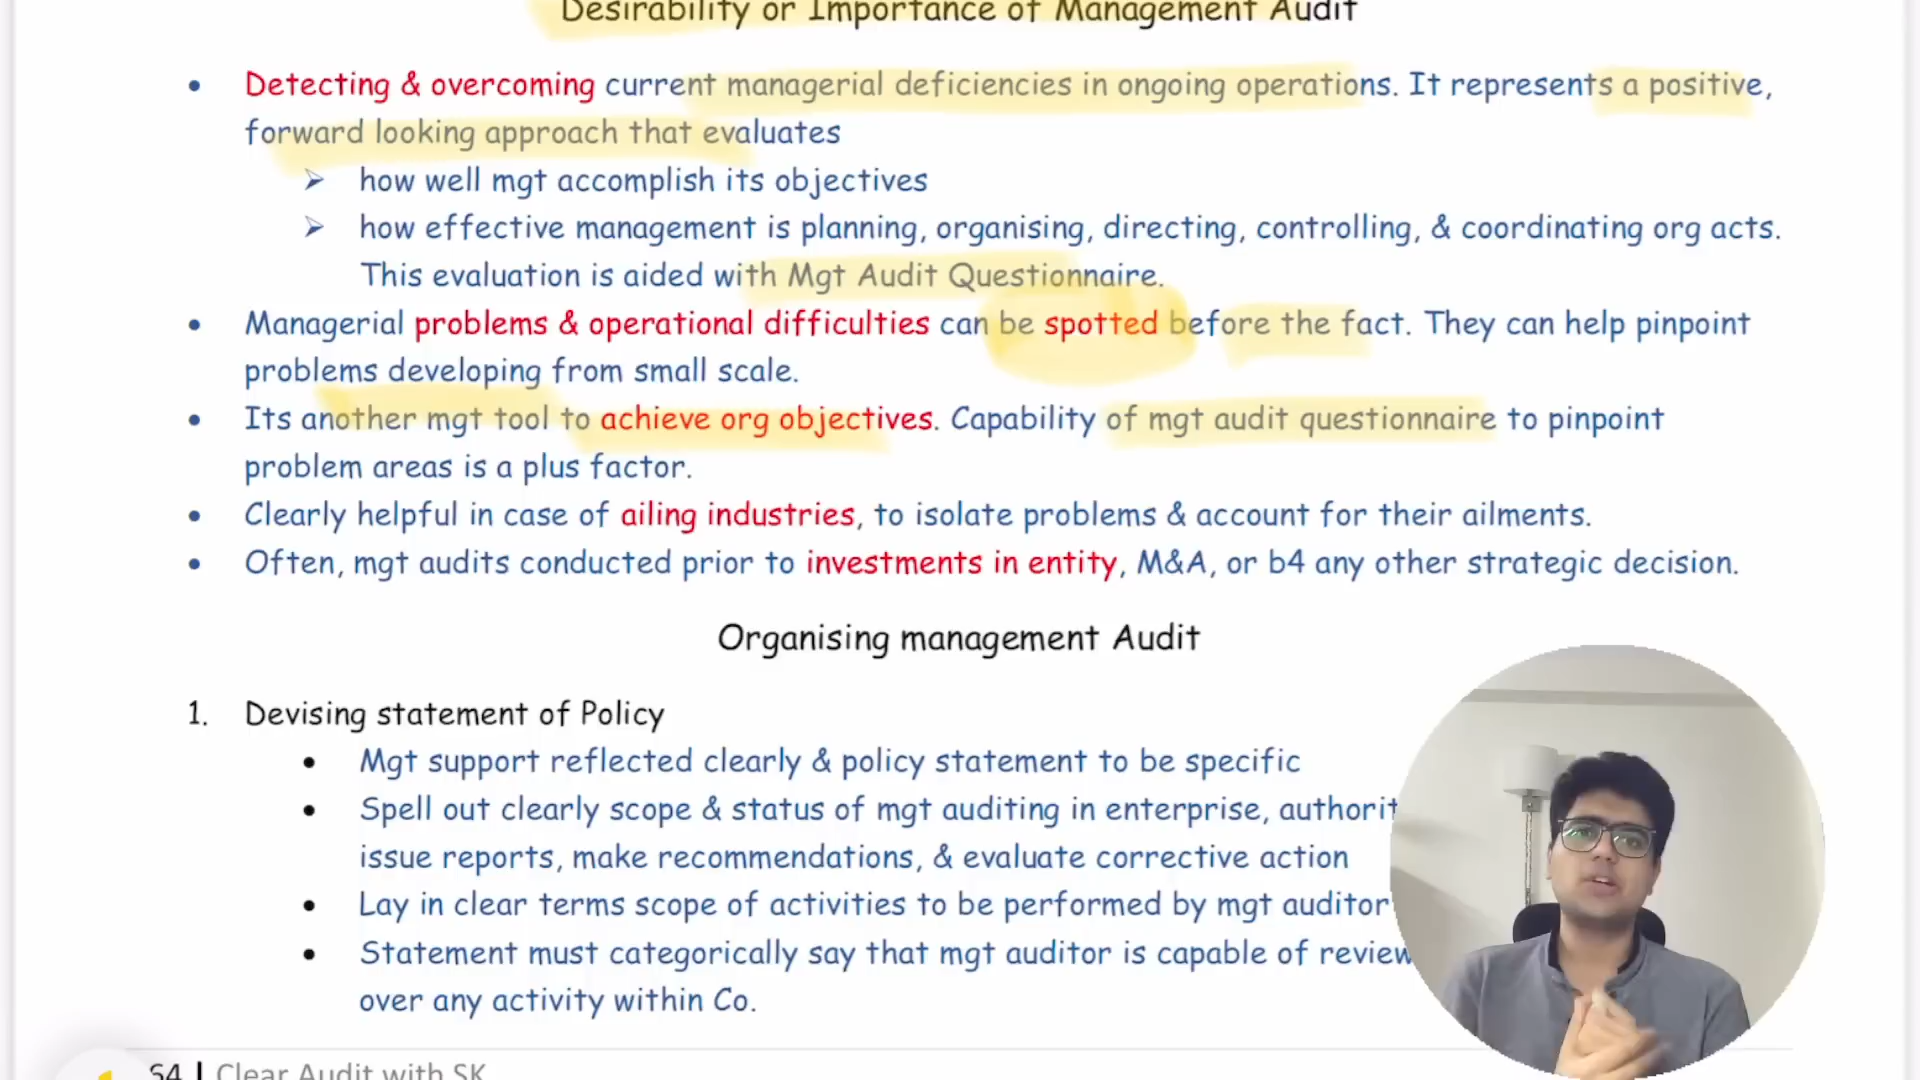 Desirability or Importance of Management Audit
• Detecting & overcoming current managerial deficiencies in ongoing operations. It represents a positive,
forward looking approach that evaluates
➢ how well mgt accomplish its objectives
➢ how effective management is planning, organising, directing, controlling, & coordinating org acts.
This evaluation is aided with Mgt Audit Questionnaire.
• Managerial problems & operational difficulties can be spotted before the fact. They can help pinpoint
problems developing from small scale.
• Its another mgt tool to achieve org objectives. Capability of mgt audit questionnaire to pinpoint
problem areas is a plus factor.
• Clearly helpful in case of ailing industries, to isolate problems & account for their ailments.
• Often, mgt audits conducted prior to investments in entity, M&A, or b4 any other strategic decision.
Organising management Audit
1. Devising statement of Policy
• Mgt support reflected clearly & policy statement to be specific
• Spell out clearly scope & status of mgt auditing in enterprise,
issue reports, make recommendations, & evaluate corrective action
• Lay in clear terms scope of activities to be performed by mgt auditor
• Statement must categorically say that mgt auditor is capable of review
over any activity within Co.
64 | Clear Audit with SK